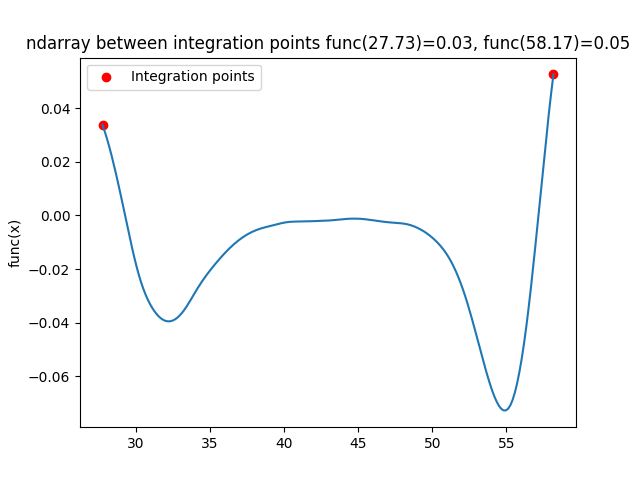 ndarray between integration points func(27.73)=0.03, func(58.17)=0.05
Integration points
func(x)
0.04
0.02
0.00
−0.02
−0.04
−0.06
30 35 40 45 50 55